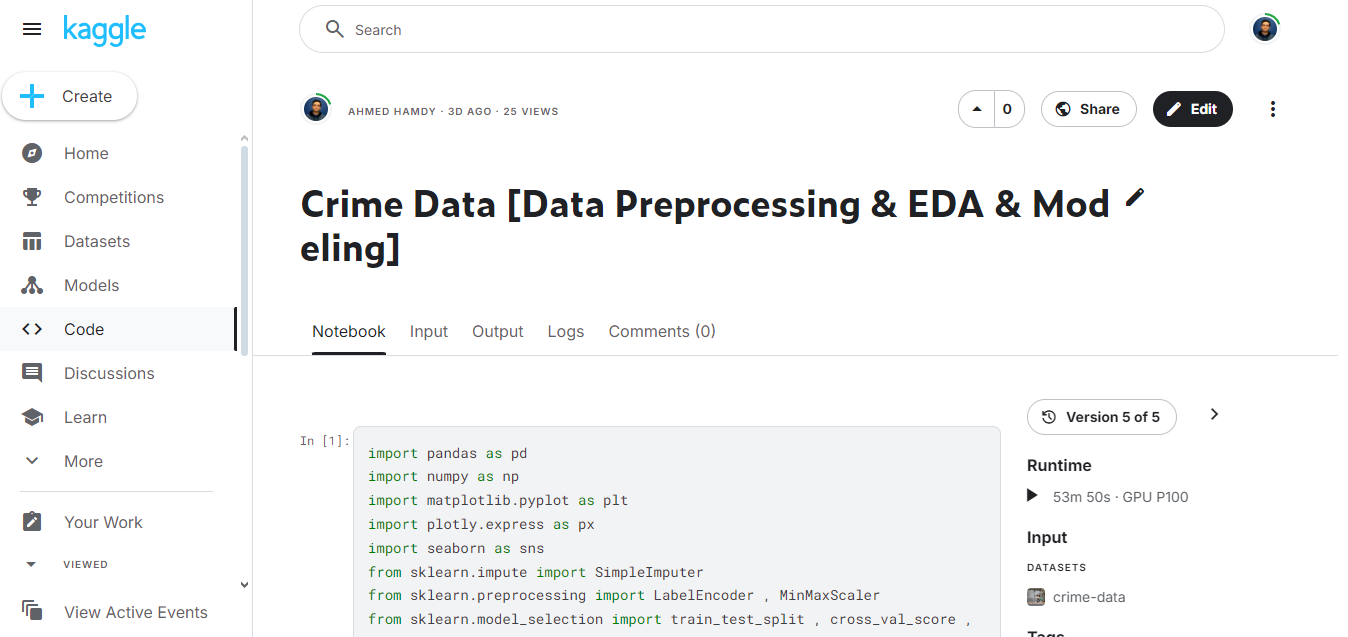 kaggle
Search
Create
Home
Competitions
Datasets
Models
Code
Discussions
Learn
More
Your Work
VIEWED
View Active Events
AHMED HAMDY · 3D AGO · 25 VIEWS
0
Share
Edit
Crime Data [Data Preprocessing & EDA & Mod
eling]
Notebook
Input
Output
Logs
Comments (0)
In [1]:
import pandas as pd
import numpy as np
import matplotlib.pyplot as plt
import plotly.express as px
import seaborn as sns
from sklearn.impute import SimpleImputer
from sklearn.preprocessing import LabelEncoder , MinMaxScaler
from sklearn.model_selection import train_test_split , cross_val_score ,
Version 5 of 5
Runtime
53m 50s · GPU P100
Input
DATASETS
crime-data
Tags